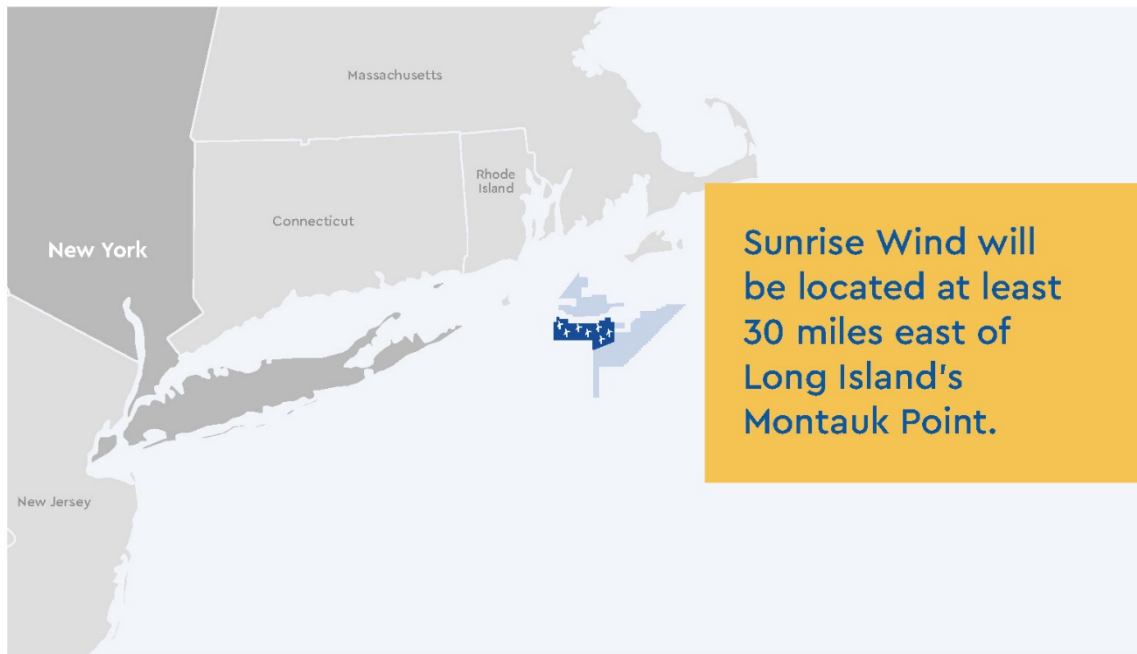 Massachusetts
Rhode
Island
Connecticut
New York
New Jersey
Sunrise Wind will
be located at least
30 miles east of
Long Island's
Montauk Point.